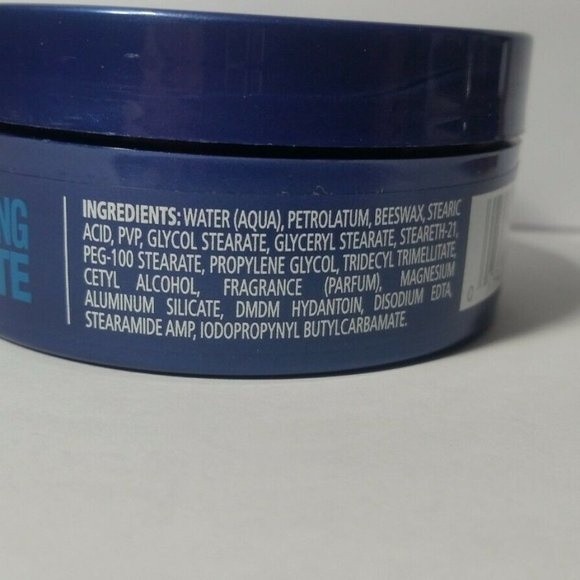 NG
TE
INGREDIENTS: WATER (AQUA), PETROLATUM, BEESWAX, STEARIC
ACID, PVP, GLYCOL STEARATE, GLYCERYL STEARATE, STEARETH-21,
PEG-100 STEARATE, PROPYLENE GLYCOL, TRIDECYL TRIMELLITATE,
CETYL ALCOHOL, FRAGRANCE (PARFUM), MAGNESIUM
ALUMINUM SILICATE, DMDM HYDANTOIN, DISODIUM EDTA,
STEARAMIDE AMP, IODOPROPYNYL BUTYLCARBAMATE.
0